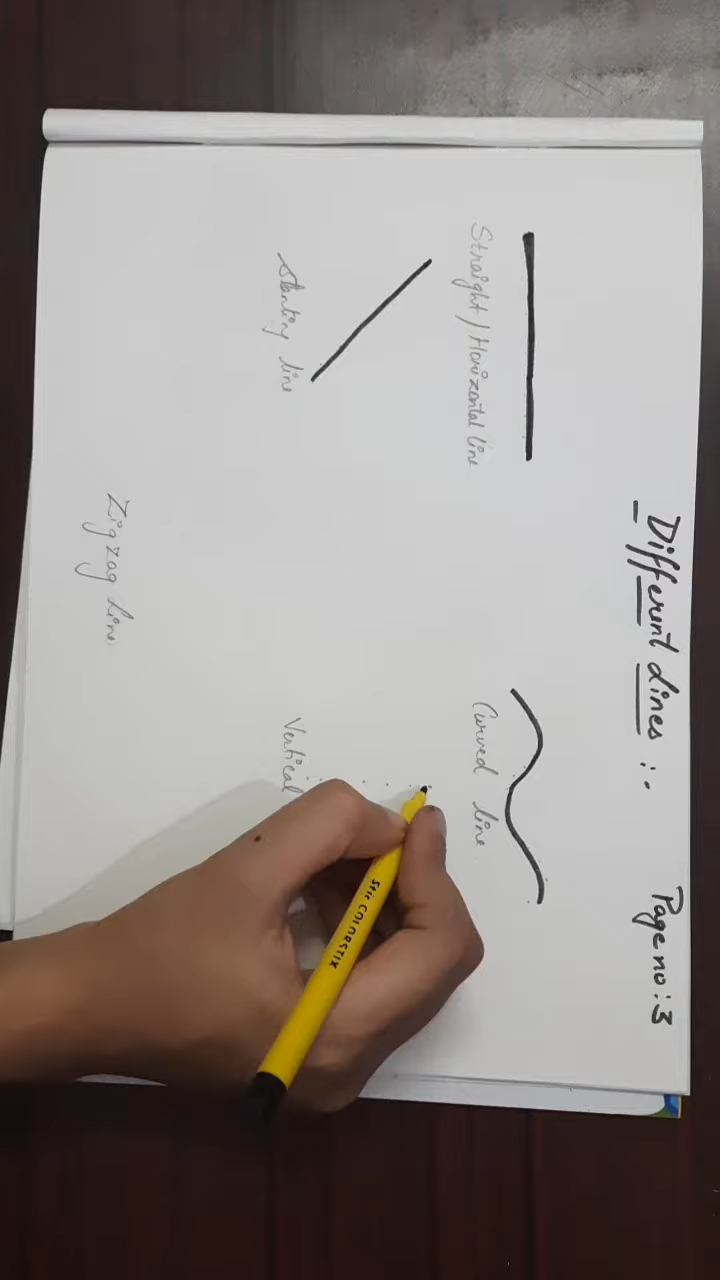 Different Lines :-
Page no : 3
Straight / Horizontal line
Curved line
Slanting line
Vertical
Zigzag Line
Stic COLORSTIX